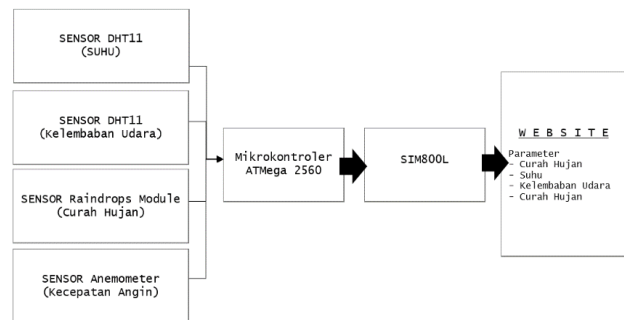 SENSOR DHT11
(SUHU)
SENSOR DHT11
(Kelembaban Udara)
SENSOR Raindrops Module
(Curah Hujan)
SENSOR Anemometer
(Kecepatan Angin)
Mikrokontroler
ATMega 2560
SIM800L
W E B S I T E
Parameter
- Curah Hujan
- Suhu
- Kelembaban Udara
- Curah Hujan